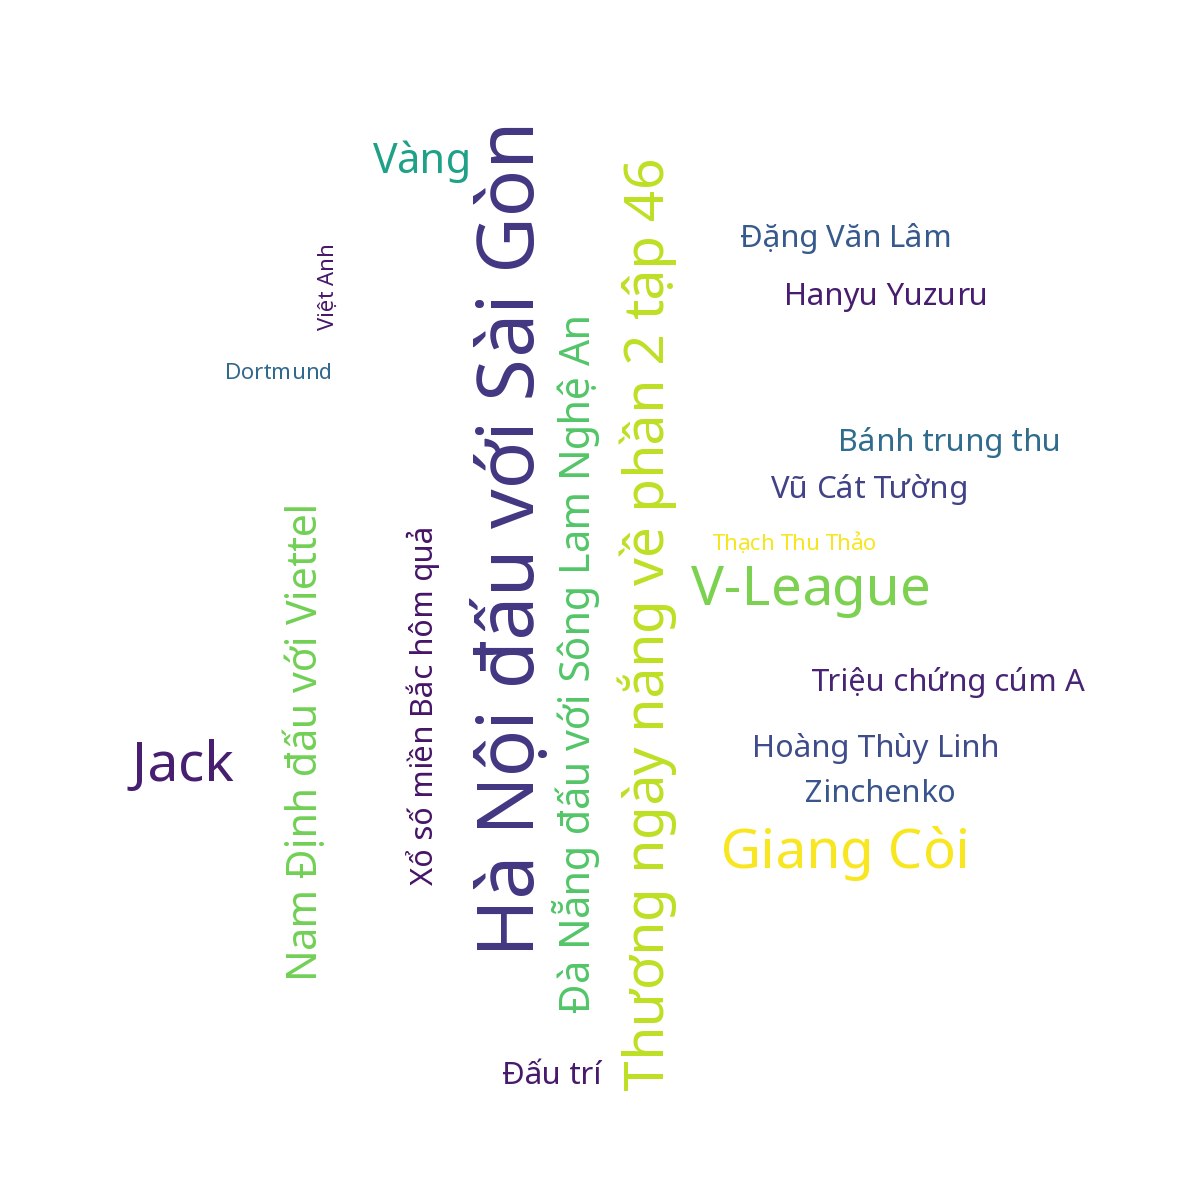 Vàng
Hà Nội đấu với Sài Gòn
Thương ngày nắng về phần 2 tập 46
Đặng Văn Lâm
Việt Anh
Hanyu Yuzuru
Đà Nẵng đấu với Sông Lam Nghệ An
Dortmund
Bánh trung thu
Vũ Cát Tường
Nam Định đấu với Viettel
Xổ số miền Bắc hôm quả
Thạch Thu Thảo
V-League
Triệu chứng cúm A
Jack
Hoàng Thùy Linh
Zinchenko
Giang Còi
Đấu trí